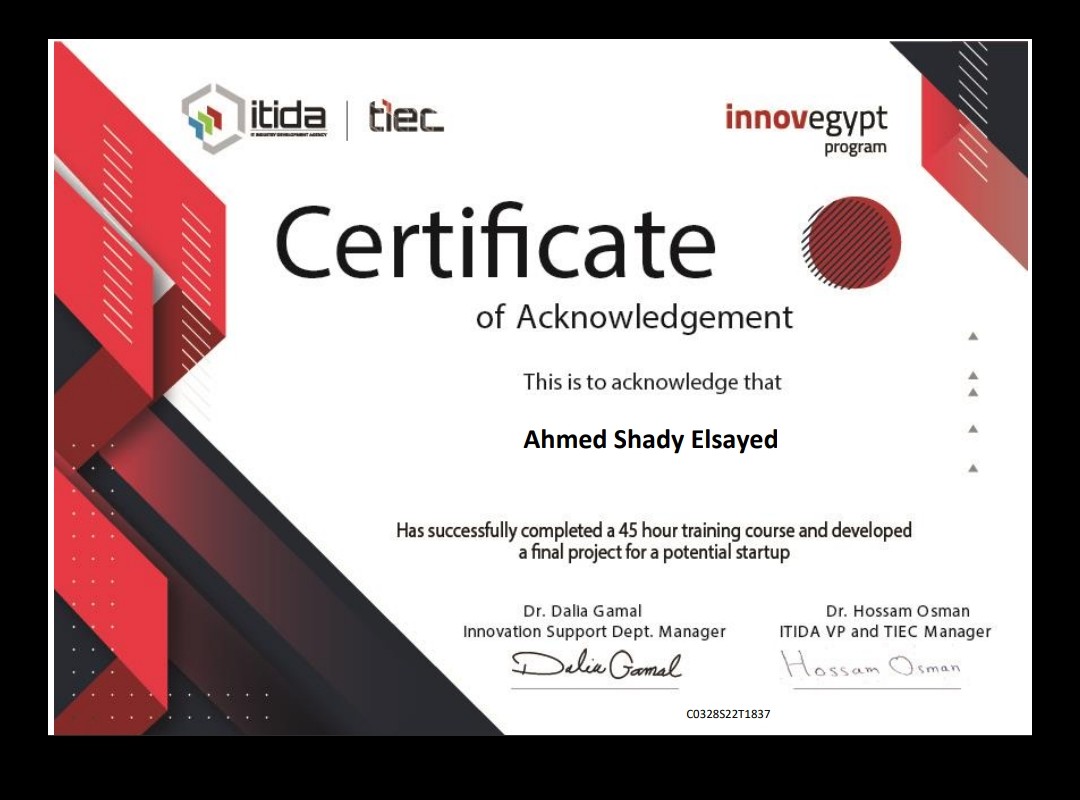 itida
IT INDUSTRY DEVELOPMENT AGENCY
tiec
innovegypt
program
Certificate
of Acknowledgement
This is to acknowledge that
Ahmed Shady Elsayed
Has successfully completed a 45 hour training course and developed
a final project for a potential startup
Dr. Dalia Gamal
Innovation Support Dept. Manager
Dalia Gamal
Dr. Hossam Osman
ITIDA VP and TIEC Manager
Hossam Osman
C0328S22T1837